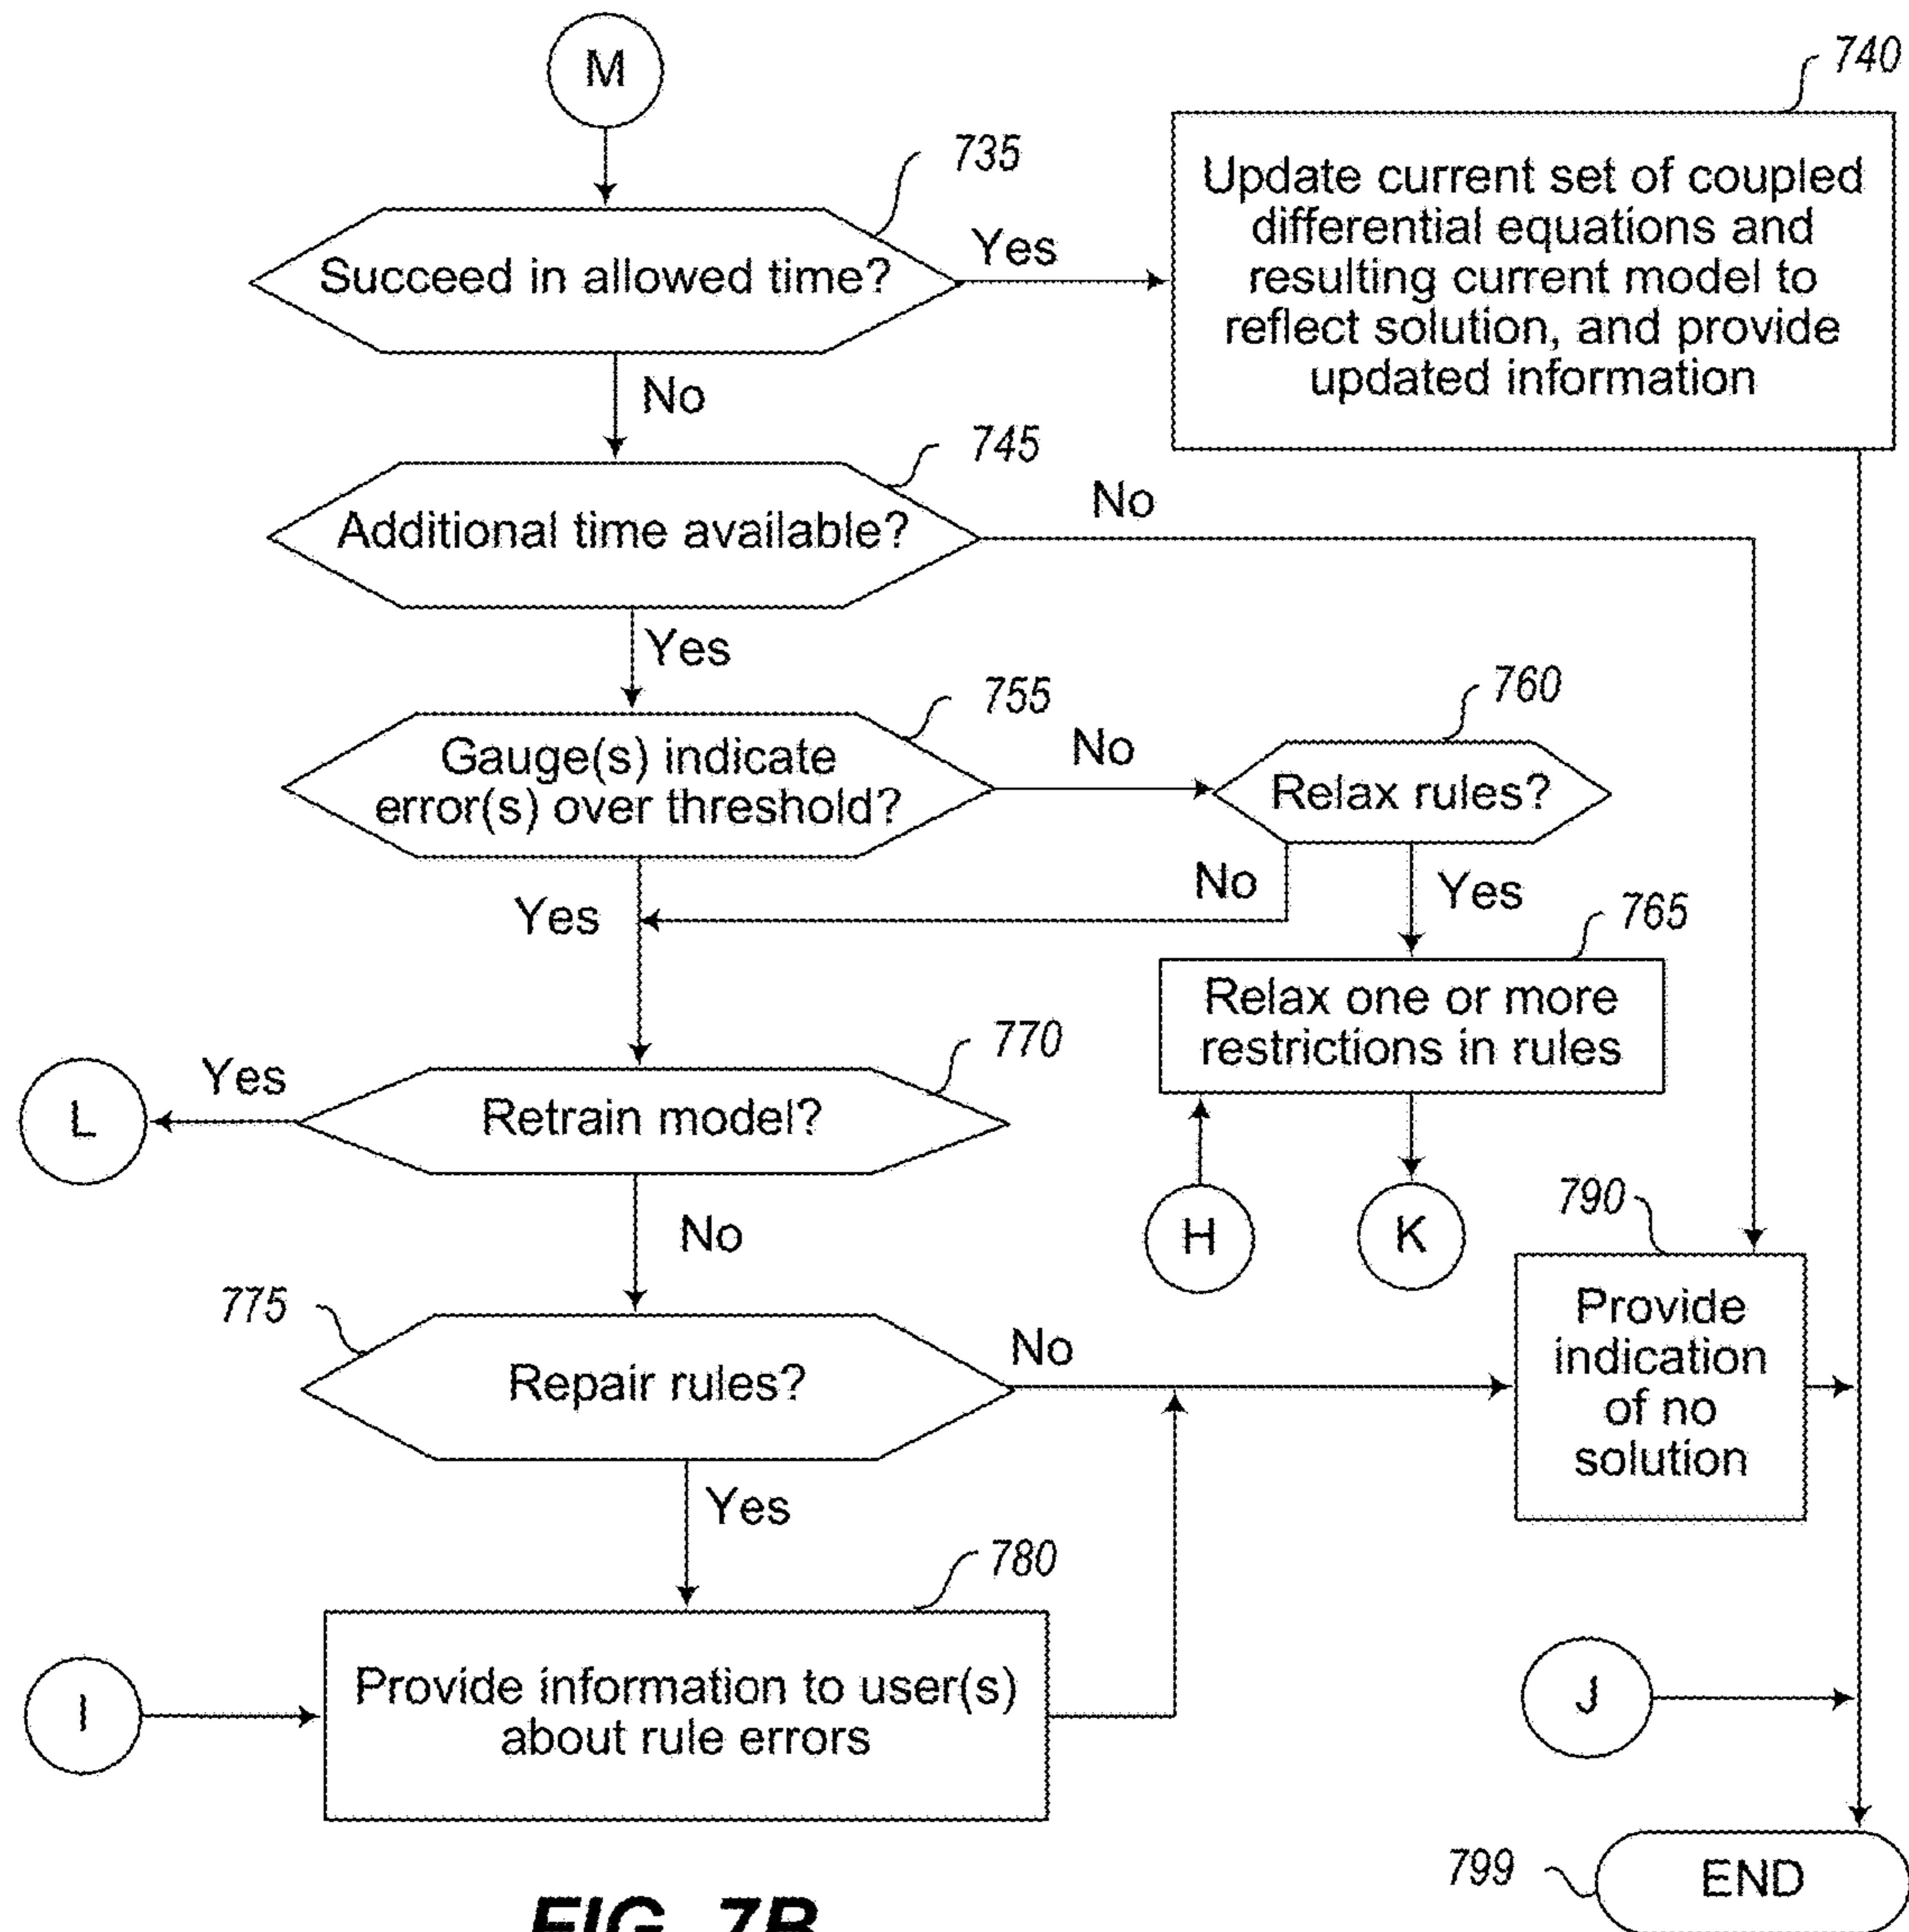 M
740
735
Update current set of coupled
differential equations and
resulting current model to
reflect solution, and provide
updated information
Succeed in allowed time?
Yes
No
745
Additional time available?
No
Yes
755
760
Gauge(s) indicate
error(s) over threshold?
No
Relax rules?
Yes
No
Yes
765
Relax one or more
restrictions in rules
770
L
Yes
Retrain model?
No
H
K
790
775
Repair rules?
No
Provide
indication
of no
solution
Yes
780
I
Provide information to user(s)
about rule errors
J
799
END
FIG. 7B